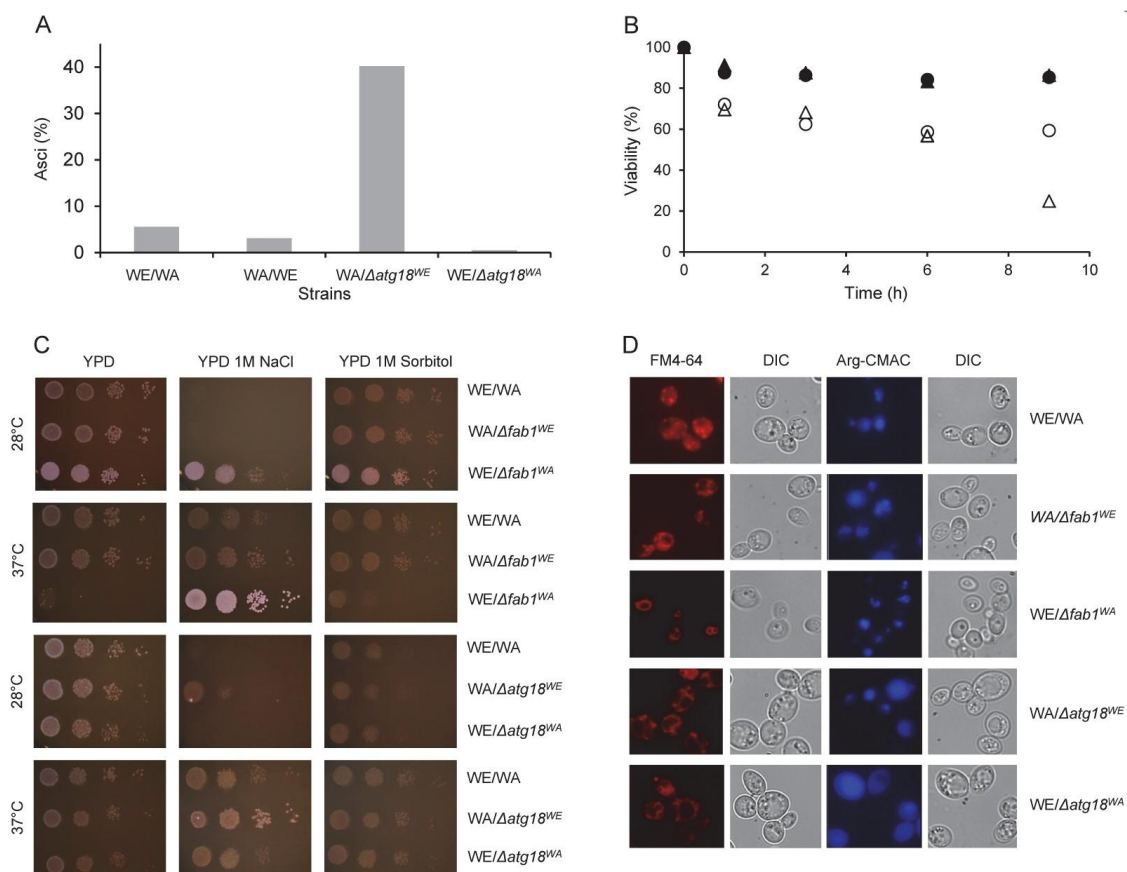 A
40
30
20
10
0
Asci (%)
WE/WA WA/WE WA/Δatg18^WE WE/Δatg18^WA
Strains
B
100
80
60
40
20
0
Viability (%)
0 2 4 6 8 10
Time (h)
C
YPD YPD 1M NaCl YPD 1M Sorbitol
28°C
WE/WA
WA/Δfab1^WE
WE/Δfab1^WA
37°C
WE/WA
WA/Δfab1^WE
WE/Δfab1^WA
28°C
WE/WA
WA/Δatg18^WE
WE/Δatg18^WA
37°C
WE/WA
WA/Δatg18^WE
WE/Δatg18^WA
D
FM4-64 DIC Arg-CMAC DIC
WE/WA
WA/Δfab1^WE
WE/Δfab1^WA
WA/Δatg18^WE
WE/Δatg18^WA